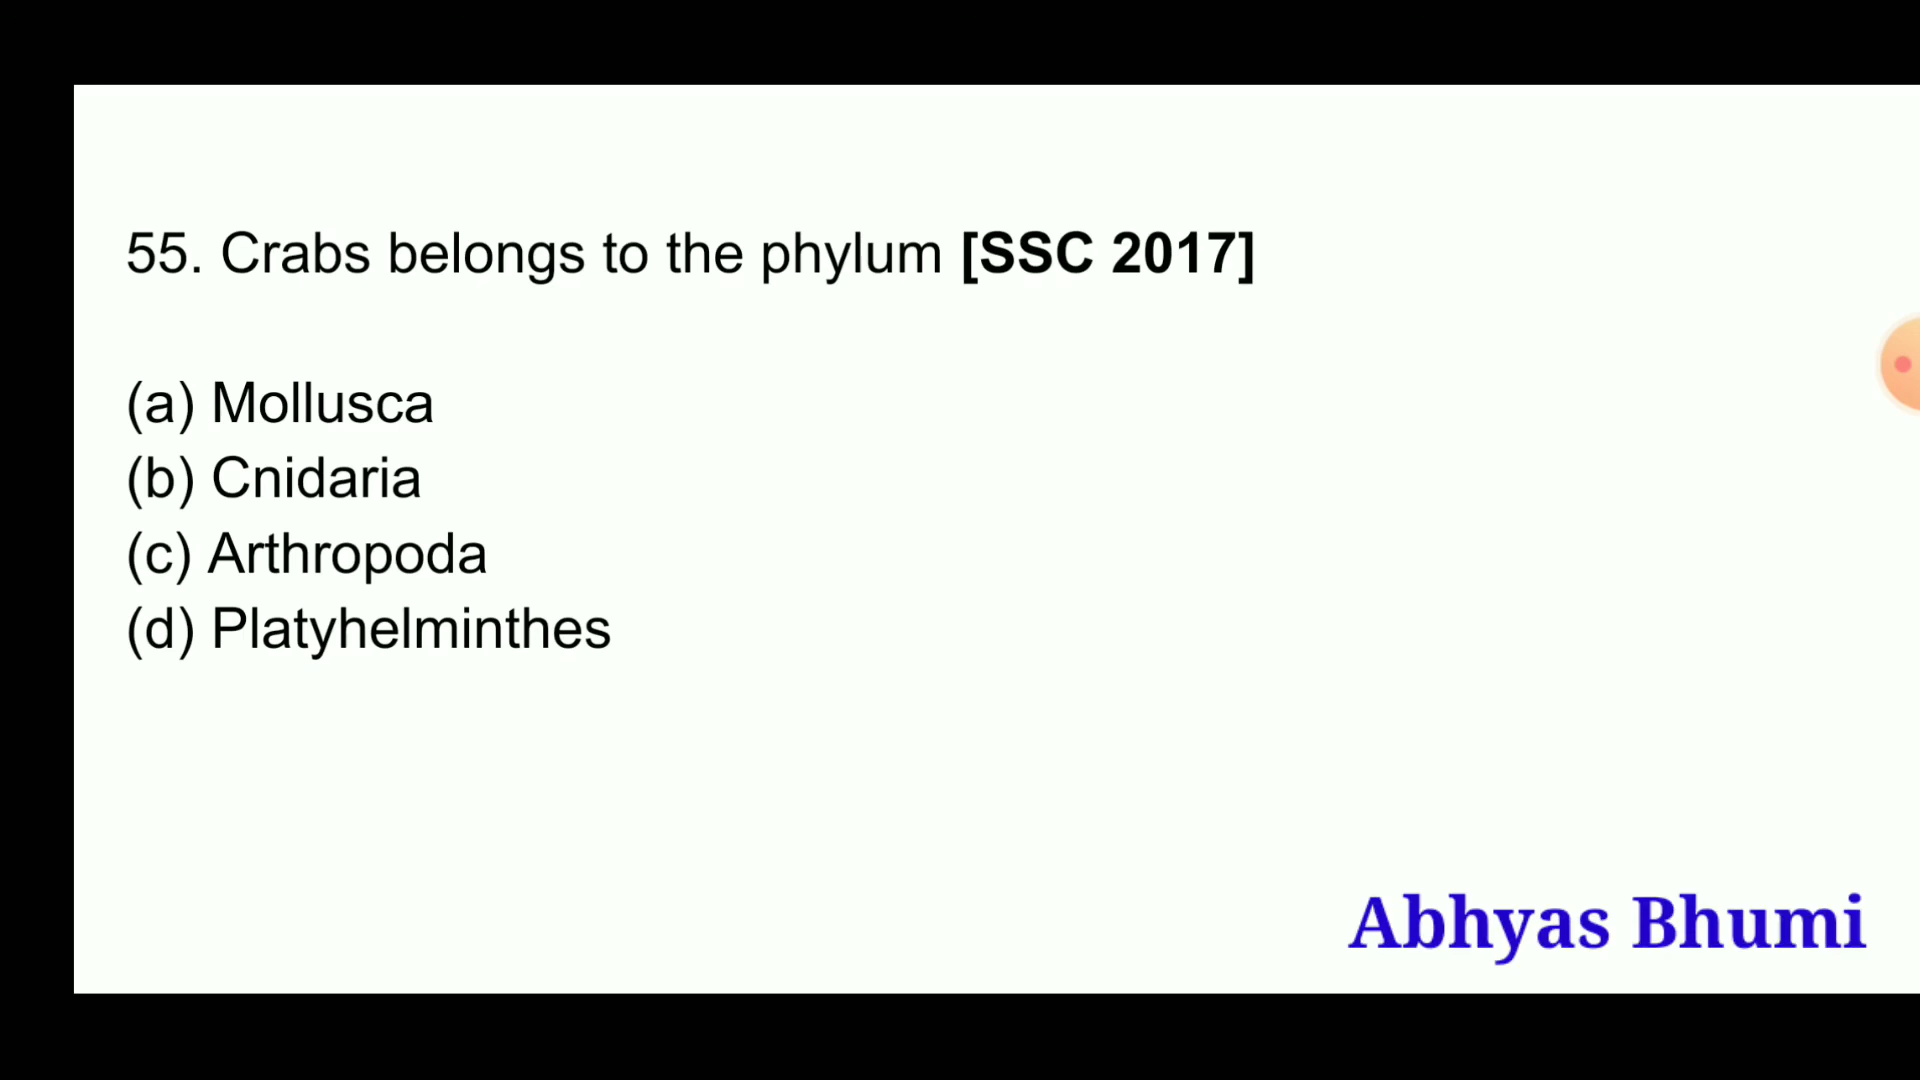 55. Crabs belongs to the phylum [SSC 2017]
(a) Mollusca
(b) Cnidaria
(c) Arthropoda
(d) Platyhelminthes
Abhyas Bhumi